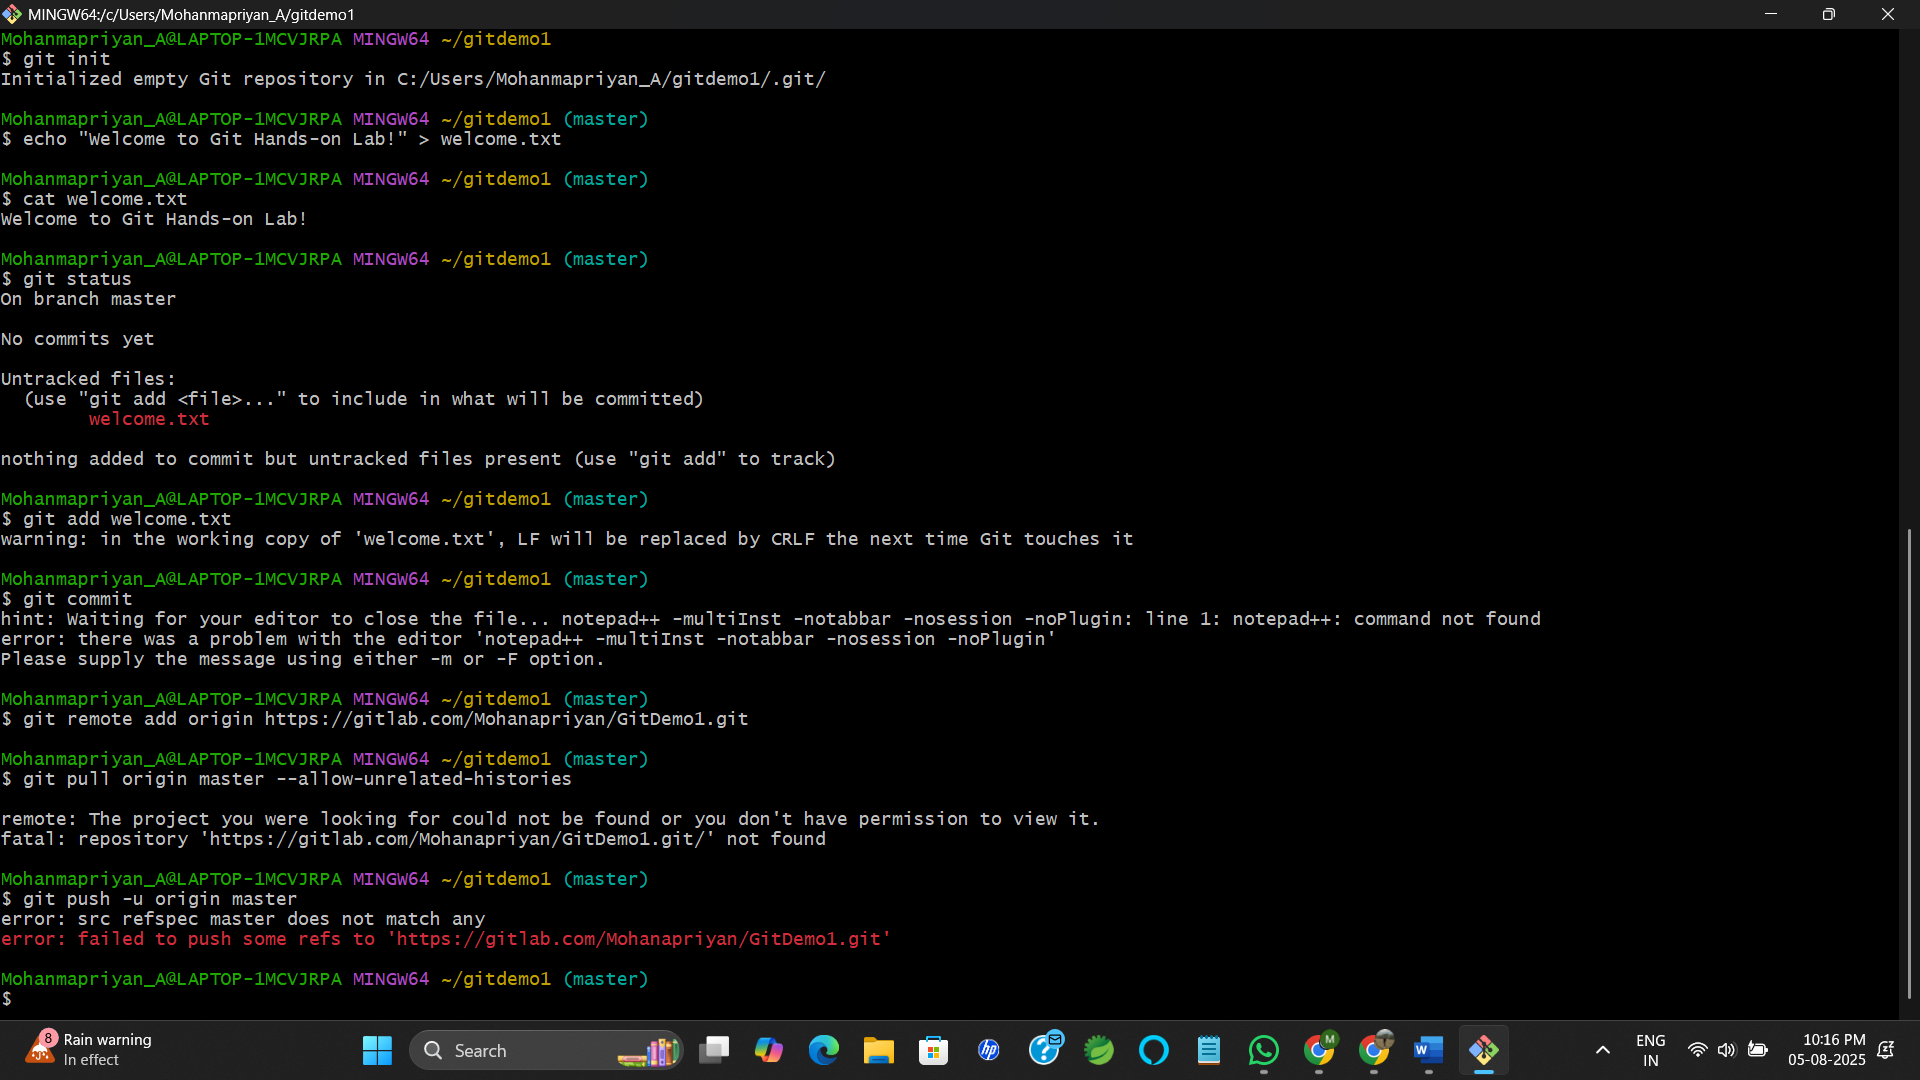 MINGW64:/c/Users/Mohanmapriyan_A/gitdemo1
Mohanmapriyan_A@LAPTOP-1MCVJRPA MINGW64 ~/gitdemo1
$ git init
Initialized empty Git repository in C:/Users/Mohanmapriyan_A/gitdemo1/.git/
Mohanmapriyan_A@LAPTOP-1MCVJRPA MINGW64 ~/gitdemo1 (master)
$ echo "Welcome to Git Hands-on Lab!" > welcome.txt
Mohanmapriyan_A@LAPTOP-1MCVJRPA MINGW64 ~/gitdemo1 (master)
$ cat welcome.txt
Welcome to Git Hands-on Lab!
Mohanmapriyan_A@LAPTOP-1MCVJRPA MINGW64 ~/gitdemo1 (master)
$ git status
On branch master
No commits yet
Untracked files:
(use "git add <file>..." to include in what will be committed)
welcome.txt
nothing added to commit but untracked files present (use "git add" to track)
Mohanmapriyan_A@LAPTOP-1MCVJRPA MINGW64 ~/gitdemo1 (master)
$ git add welcome.txt
warning: in the working copy of 'welcome.txt', LF will be replaced by CRLF the next time Git touches it
Mohanmapriyan_A@LAPTOP-1MCVJRPA MINGW64 ~/gitdemo1 (master)
$ git commit
hint: Waiting for your editor to close the file... notepad++ -multiInst -notabbar -nosession -noPlugin: line 1: notepad++: command not found
error: there was a problem with the editor 'notepad++ -multiInst -notabbar -nosession -noPlugin'
Please supply the message using either -m or -F option.
Mohanmapriyan_A@LAPTOP-1MCVJRPA MINGW64 ~/gitdemo1 (master)
$ git remote add origin https://gitlab.com/Mohanapriyan/GitDemo1.git
Mohanmapriyan_A@LAPTOP-1MCVJRPA MINGW64 ~/gitdemo1 (master)
$ git pull origin master --allow-unrelated-histories
remote: The project you were looking for could not be found or you don't have permission to view it.
fatal: repository 'https://gitlab.com/Mohanapriyan/GitDemo1.git/' not found
Mohanmapriyan_A@LAPTOP-1MCVJRPA MINGW64 ~/gitdemo1 (master)
$ git push -u origin master
error: src refspec master does not match any
error: failed to push some refs to 'https://gitlab.com/Mohanapriyan/GitDemo1.git'
Mohanmapriyan_A@LAPTOP-1MCVJRPA MINGW64 ~/gitdemo1 (master)
$
8
Rain warning
In effect
Search
hp
M
W
ENG
IN
10:16 PM
05-08-2025